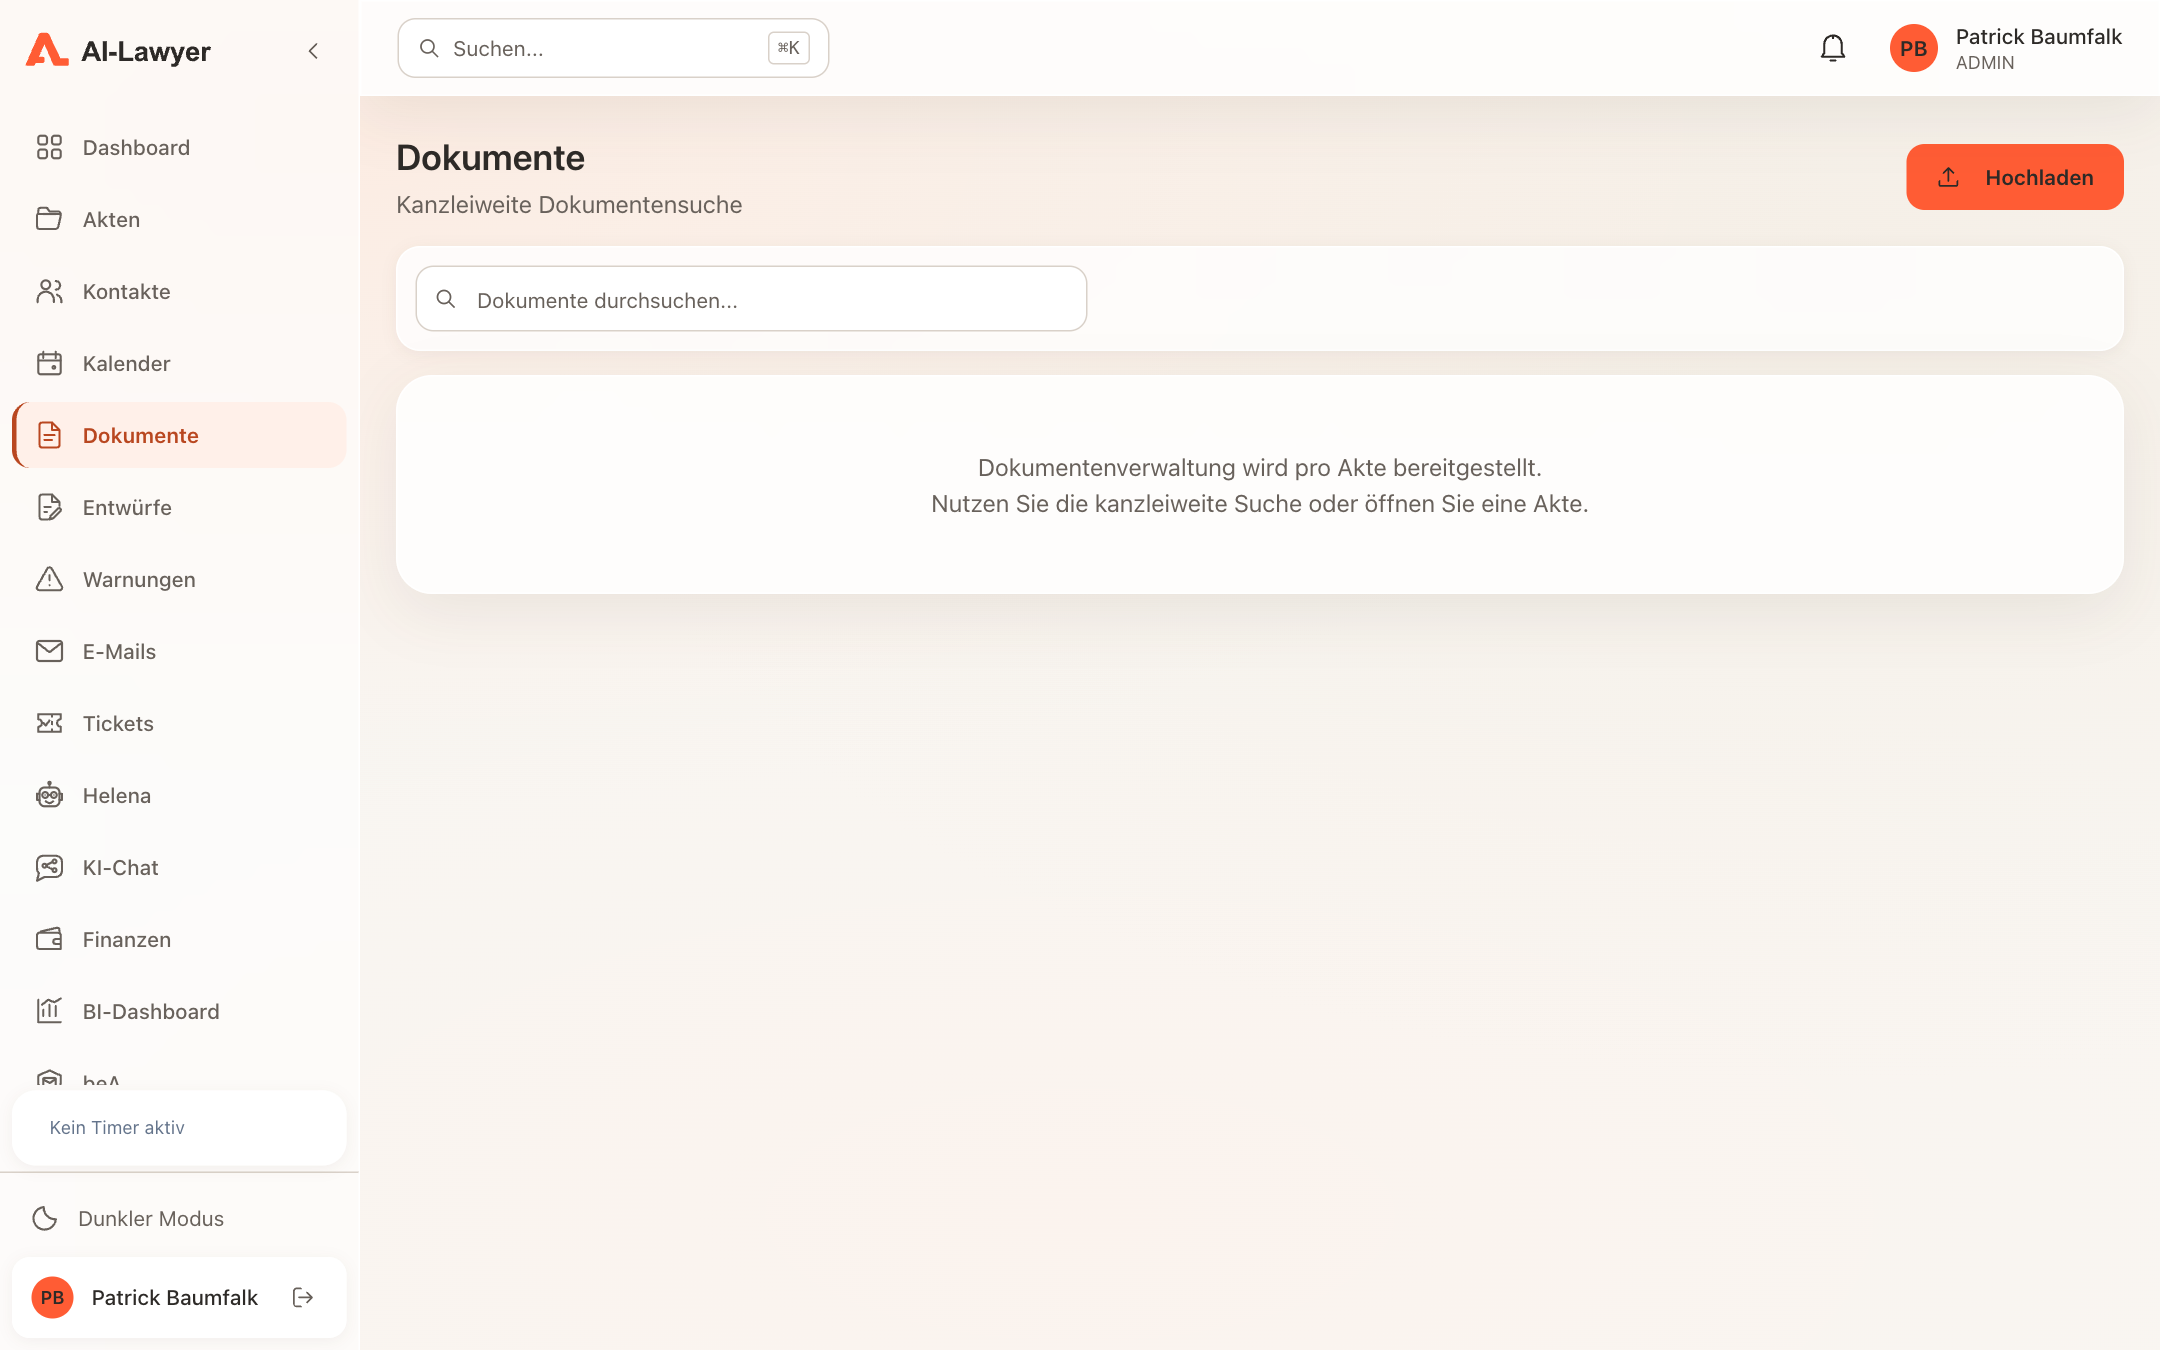 AI-Lawyer
Suchen...
⌘K
PB
Patrick Baumfalk
ADMIN
Dashboard
Akten
Kontakte
Kalender
Dokumente
Entwürfe
Warnungen
E-Mails
Tickets
Helena
KI-Chat
Finanzen
BI-Dashboard
beA
Kein Timer aktiv
Dunkler Modus
PB
Patrick Baumfalk
Dokumente
Kanzleiweite Dokumentensuche
Hochladen
Dokumente durchsuchen...
Dokumentenverwaltung wird pro Akte bereitgestellt.
Nutzen Sie die kanzleiweite Suche oder öffnen Sie eine Akte.